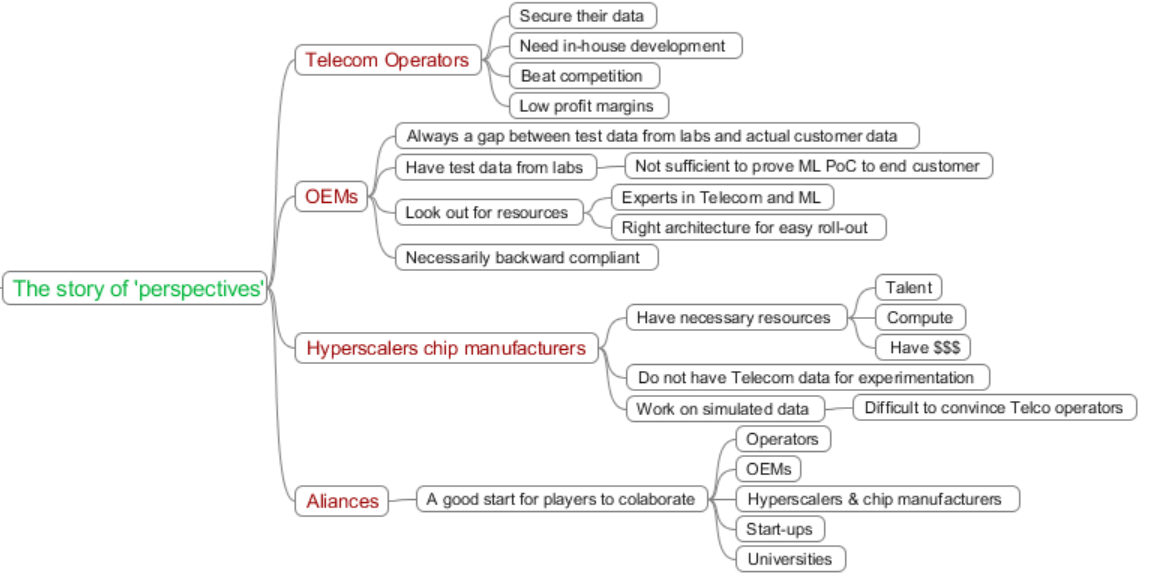 The story of 'perspectives'
Telecom Operators
Secure their data
Need in-house development
Beat competition
Low profit margins
OEMs
Always a gap between test data from labs and actual customer data
Have test data from labs
Not sufficient to prove ML PoC to end customer
Look out for resources
Experts in Telecom and ML
Right architecture for easy roll-out
Necessarily backward compliant
Hyperscalers chip manufacturers
Have necessary resources
Talent
Compute
Have $$$
Do not have Telecom data for experimentation
Work on simulated data
Difficult to convince Telco operators
Aliances
A good start for players to colaborate
Operators
OEMs
Hyperscalers & chip manufacturers
Start-ups
Universities